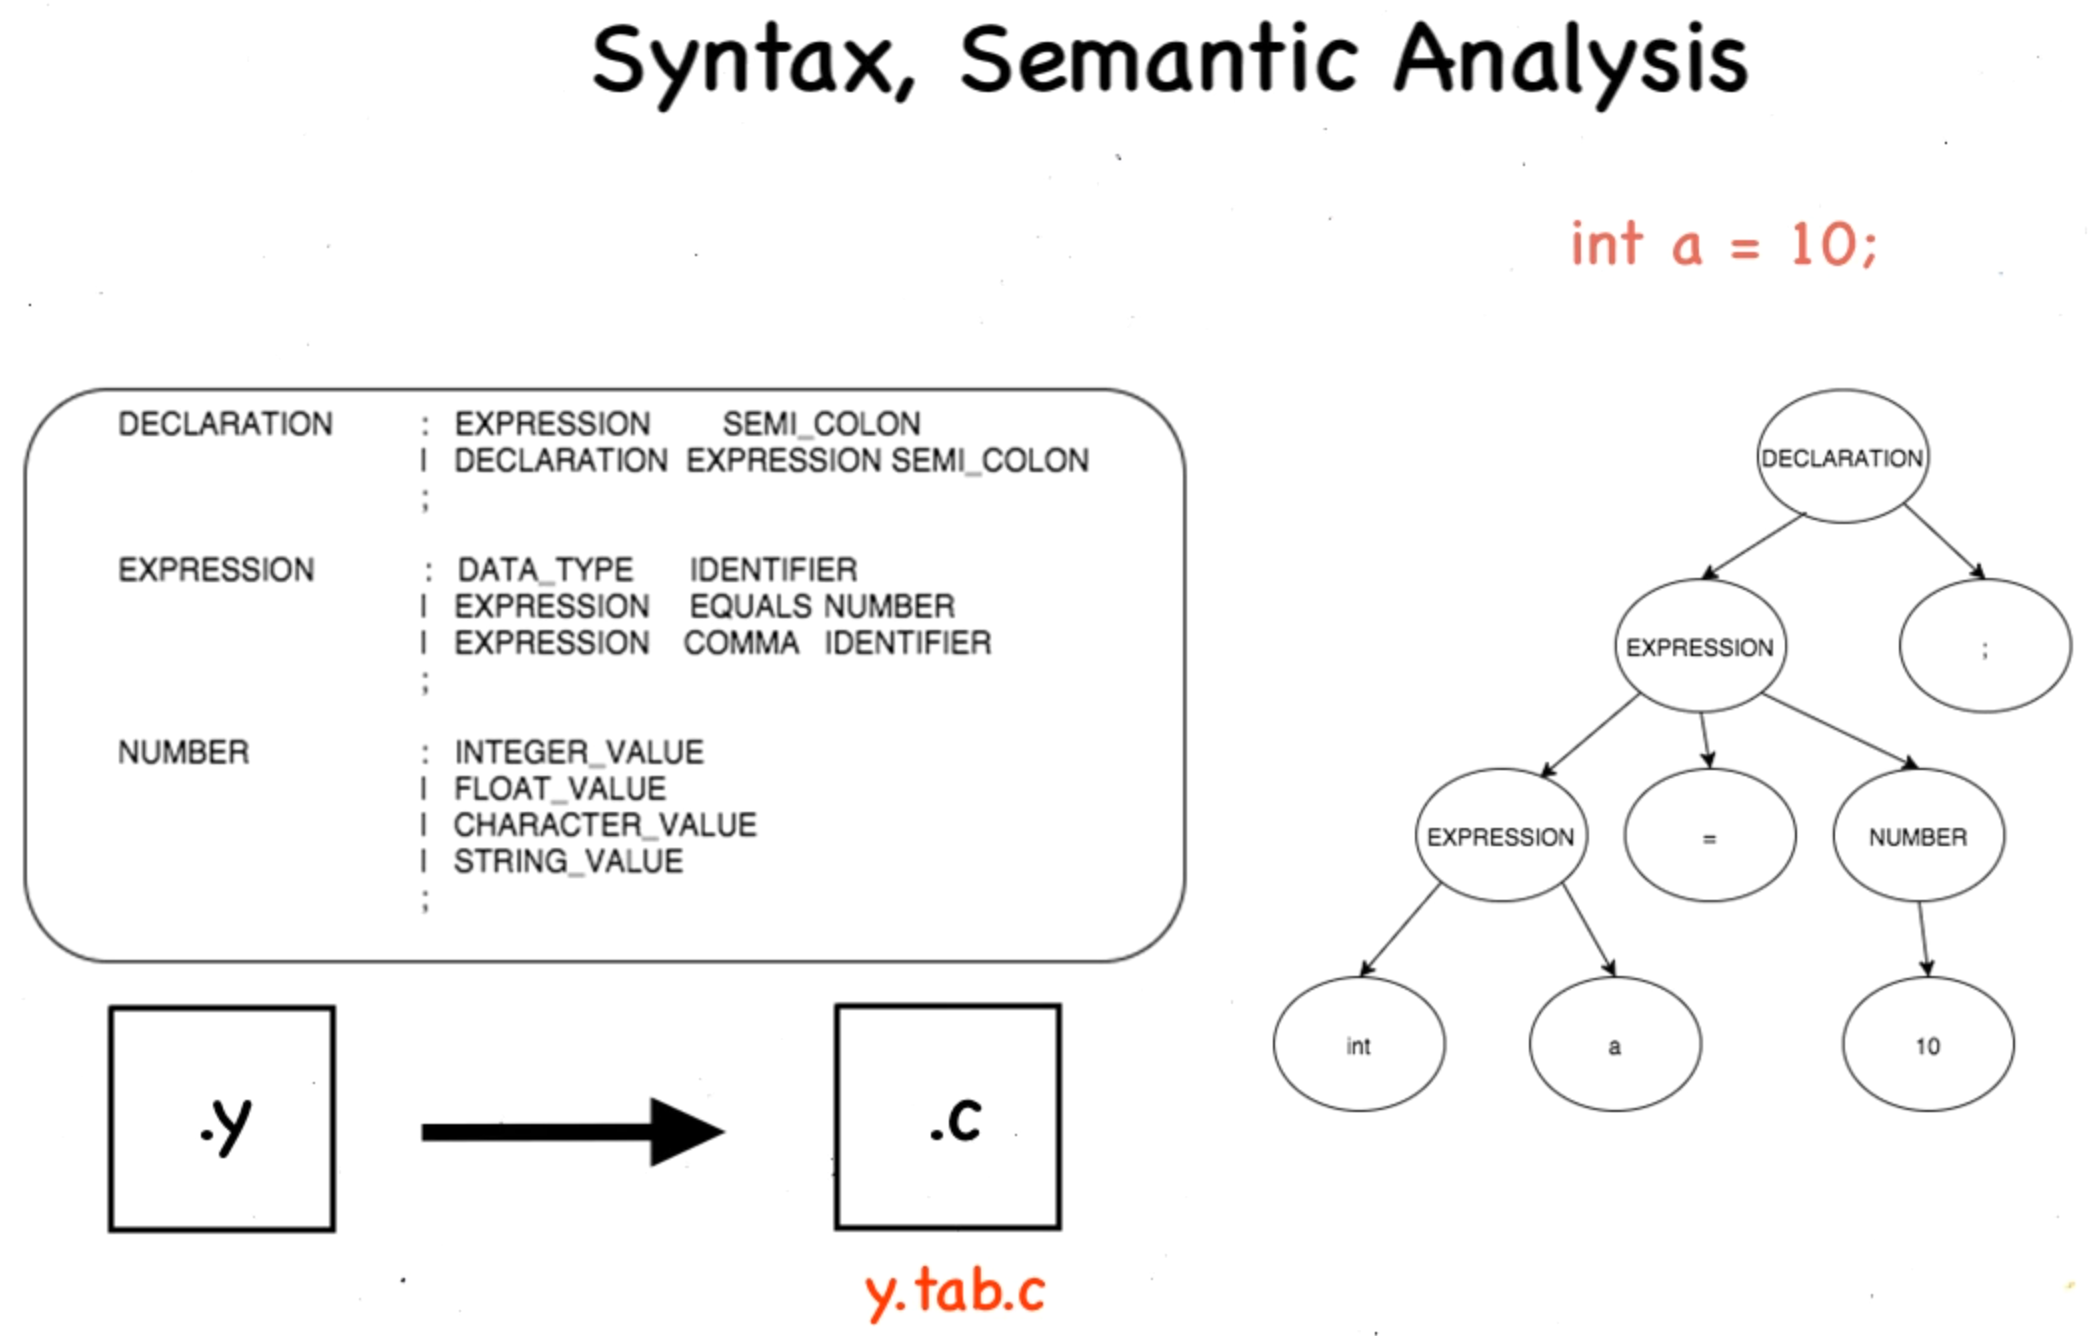 Syntax, Semantic Analysis
int a = 10;
DECLARATION : EXPRESSION SEMI_COLON
| DECLARATION EXPRESSION SEMI_COLON
;
EXPRESSION : DATA_TYPE IDENTIFIER
| EXPRESSION EQUALS NUMBER
| EXPRESSION COMMA IDENTIFIER
;
NUMBER : INTEGER_VALUE
| FLOAT_VALUE
| CHARACTER_VALUE
| STRING_VALUE
;
.y
.c
y.tab.c
DECLARATION
EXPRESSION ;
EXPRESSION = NUMBER
int a 10